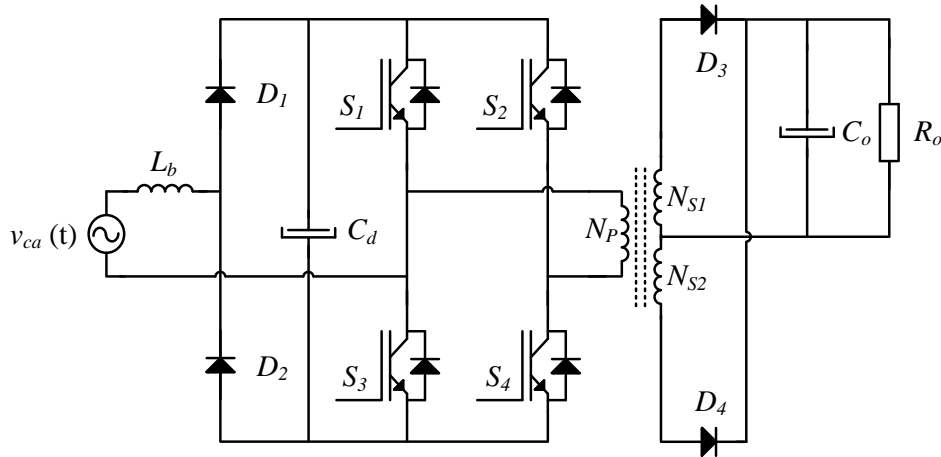 D3
D1
S1
S2
Co
Ro
Lb
NS1
vca (t)
Cd
NP
NS2
D2
S3
S4
D4